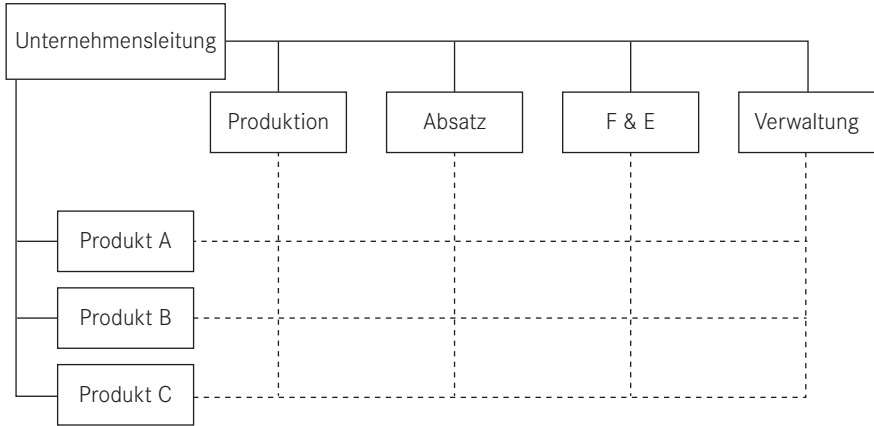 Unternehmensleitung
Produktion
Absatz
F & E
Verwaltung
Produkt A
Produkt B
Produkt C